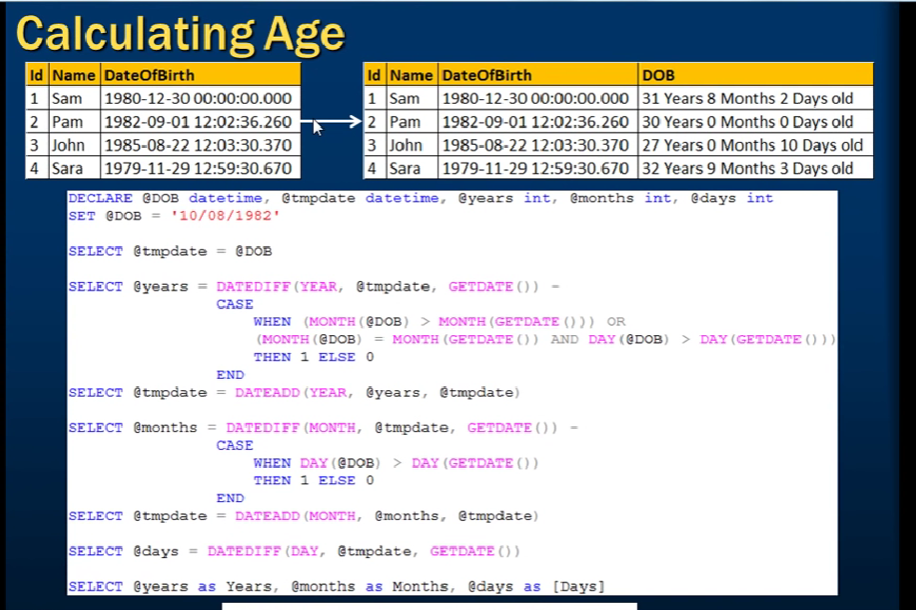 Calculating Age
Id Name DateOfBirth
1 Sam 1980-12-30 00:00:00.000
2 Pam 1982-09-01 12:02:36.260
3 John 1985-08-22 12:03:30.370
4 Sara 1979-11-29 12:59:30.670
Id Name DateOfBirth DOB
1 Sam 1980-12-30 00:00:00.000 31 Years 8 Months 2 Days old
2 Pam 1982-09-01 12:02:36.260 30 Years 0 Months 0 Days old
3 John 1985-08-22 12:03:30.370 27 Years 0 Months 10 Days old
4 Sara 1979-11-29 12:59:30.670 32 Years 9 Months 3 Days old
DECLARE @DOB datetime, @tmpdate datetime, @years int, @months int, @days int
SET @DOB = '10/08/1982'
SELECT @tmpdate = @DOB
SELECT @years = DATEDIFF(YEAR, @tmpdate, GETDATE()) -
CASE
WHEN (MONTH(@DOB) > MONTH(GETDATE())) OR
(MONTH(@DOB) = MONTH(GETDATE()) AND DAY(@DOB) > DAY(GETDATE()))
THEN 1 ELSE 0
END
SELECT @tmpdate = DATEADD(YEAR, @years, @tmpdate)
SELECT @months = DATEDIFF(MONTH, @tmpdate, GETDATE()) -
CASE
WHEN DAY(@DOB) > DAY(GETDATE())
THEN 1 ELSE 0
END
SELECT @tmpdate = DATEADD(MONTH, @months, @tmpdate)
SELECT @days = DATEDIFF(DAY, @tmpdate, GETDATE())
SELECT @years as Years, @months as Months, @days as [Days]